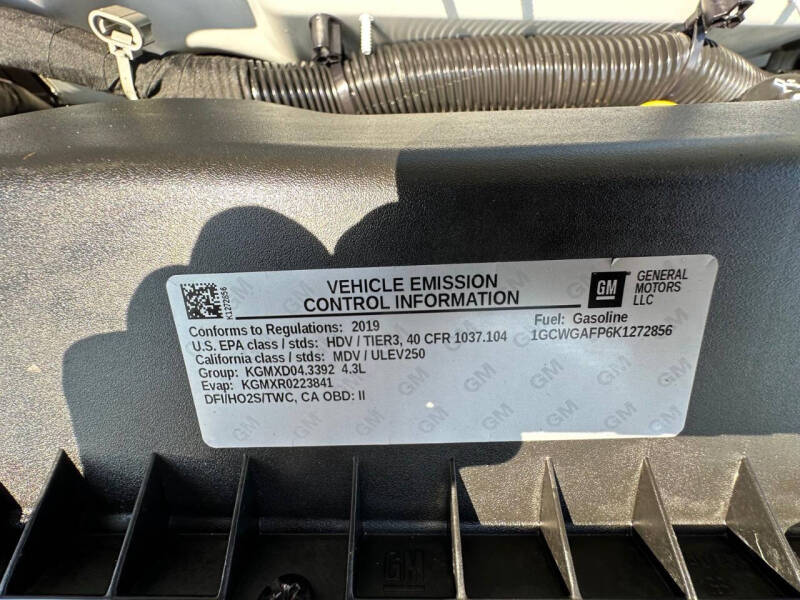 K1272856
VEHICLE EMISSION
CONTROL INFORMATION
GM
GENERAL
MOTORS
LLC
Conforms to Regulations: 2019
Fuel: Gasoline
U.S. EPA class / stds: HDV / TIER3, 40 CFR 1037.104
1GCWGAFP6K1272856
California class / stds: MDV / ULEV250
Group: KGMXD04.3392 4.3L
Evap: KGMXR0223841
DFI/HO2S/TWC, CA OBD: II
GM